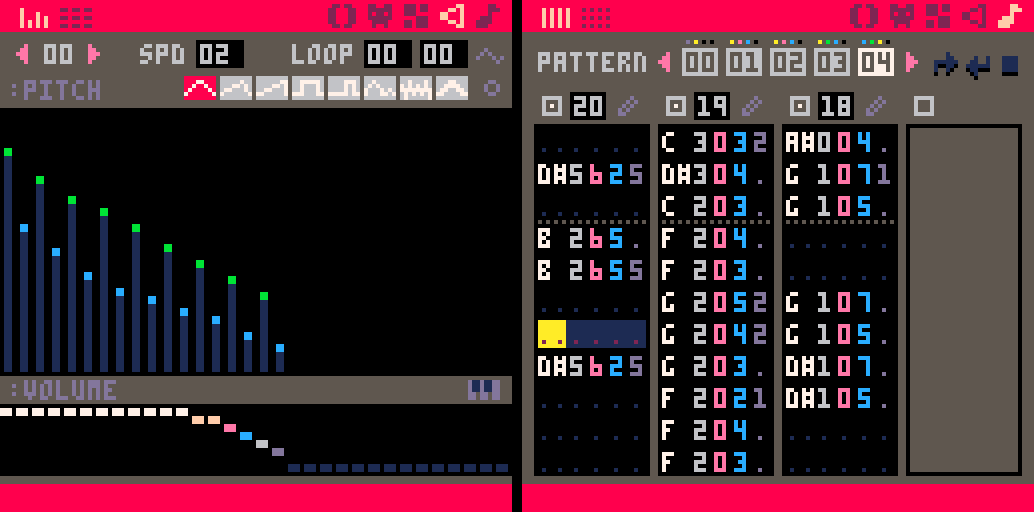 00 SPD 02 LOOP 00 00
:PITCH
:VOLUME
PATTERN 00 01 02 03 04
20 19 18
. . . . . . C 3032 A#004.
D#5625 D#304. G 1071
. . . . . . C 203. G 105.
B 265. F 204. . . . . . .
B 2655 F 203. . . . . . .
. . . . . . G 2052 G 107.
. . . . . . G 2042 G 105.
D#5625 G 203. D#107.
. . . . . . F 2021 D#105.
. . . . . . F 204. . . . . . .
. . . . . . F 203. . . . . . .